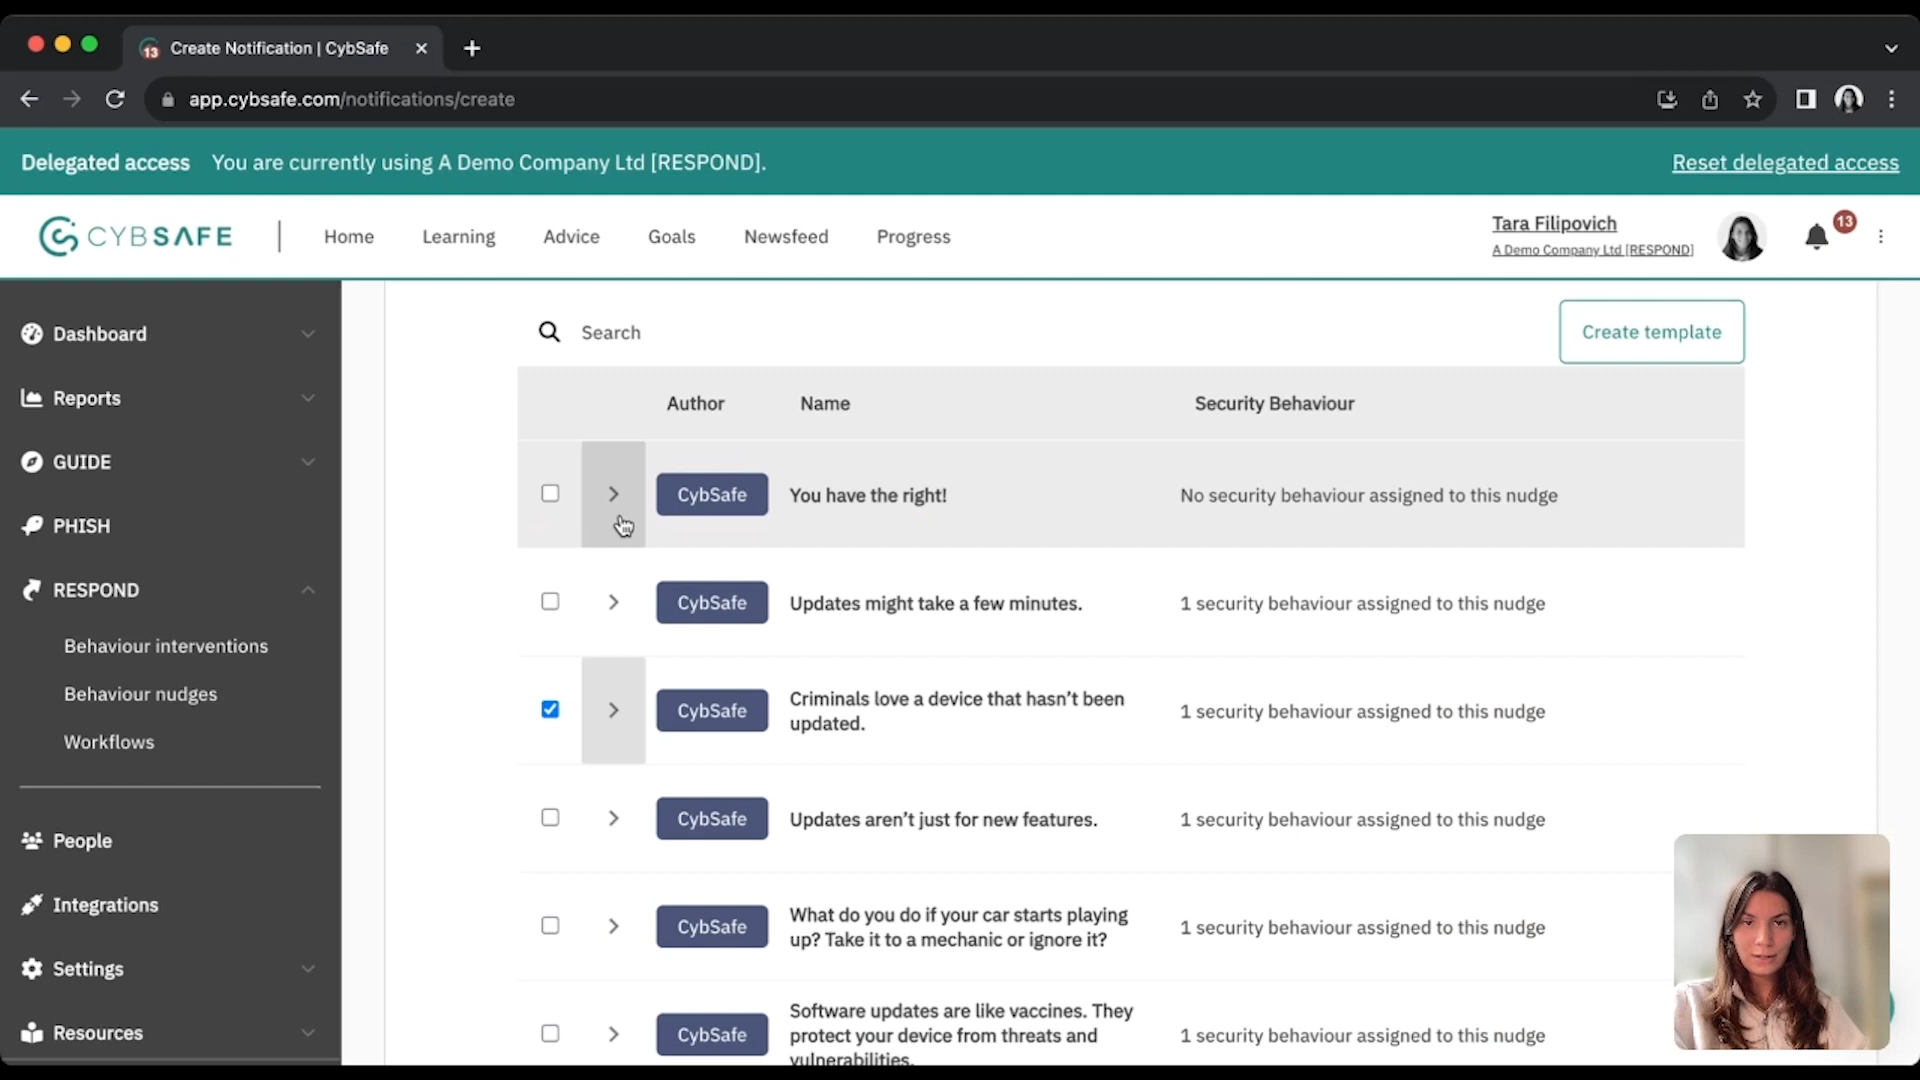 13 Create Notification | CybSafe
app.cybsafe.com/notifications/create
Delegated access You are currently using A Demo Company Ltd [RESPOND]. Reset delegated access
CYBSAFE Home Learning Advice Goals Newsfeed Progress Tara Filipovich 13
A Demo Company Ltd [RESPOND]
Dashboard
Reports
GUIDE
PHISH
RESPOND
Behaviour interventions
Behaviour nudges
Workflows
People
Integrations
Settings
Resources
Search Create template
Author Name Security Behaviour
CybSafe You have the right! No security behaviour assigned to this nudge
CybSafe Updates might take a few minutes. 1 security behaviour assigned to this nudge
CybSafe Criminals love a device that hasn’t been
updated. 1 security behaviour assigned to this nudge
CybSafe Updates aren’t just for new features. 1 security behaviour assigned to this nudge
CybSafe What do you do if your car starts playing
up? Take it to a mechanic or ignore it? 1 security behaviour assigned to this nudge
Software updates are like vaccines. They
CybSafe protect your device from threats and 1 security behaviour assigned to this nudge
vulnerabilities.